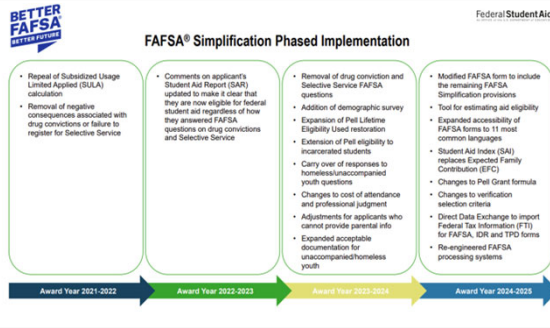 BETTER
FAFSA®
BETTER FUTURE
Federal Student Aid
FAFSA® Simplification Phased Implementation
• Repeal of Subsidized Usage
Limited Applied (SULA)
calculation
• Removal of negative
consequences associated with
drug convictions or failure to
register for Selective Service
• Comments on applicant's
Student Aid Report (SAR)
updated to make it clear that
they are now eligible for federal
student aid regardless of how
they answered FAFSA
questions on drug convictions
and Selective Service
• Removal of drug conviction and
Selective Service FAFSA
questions
• Addition of demographic survey
• Expansion of Pell Lifetime
Eligibility Used restoration
• Extension of Pell eligibility to
incarcerated students
• Carry over of responses to
homeless/unaccompanied
youth questions
• Changes to cost of attendance
and professional judgment
• Adjustments for applicants who
cannot provide parental info
• Expanded acceptable
documentation for
unaccompanied/homeless
youth
• Modified FAFSA form to include
the remaining FAFSA
Simplification provisions
• Tool for estimating aid eligibility
• Expanded accessibility of
FAFSA forms to 11 most
common languages
• Student Aid Index (SAI)
replaces Expected Family
Contribution (EFC)
• Changes to Pell Grant formula
• Changes to verification
selection criteria
• Direct Data Exchange to import
Federal Tax Information (FTI)
for FAFSA, IDR and TPD forms
• Re-engineered FAFSA
processing systems
Award Year 2021-2022
Award Year 2022-2023
Award Year 2023-2024
Award Year 2024-2025